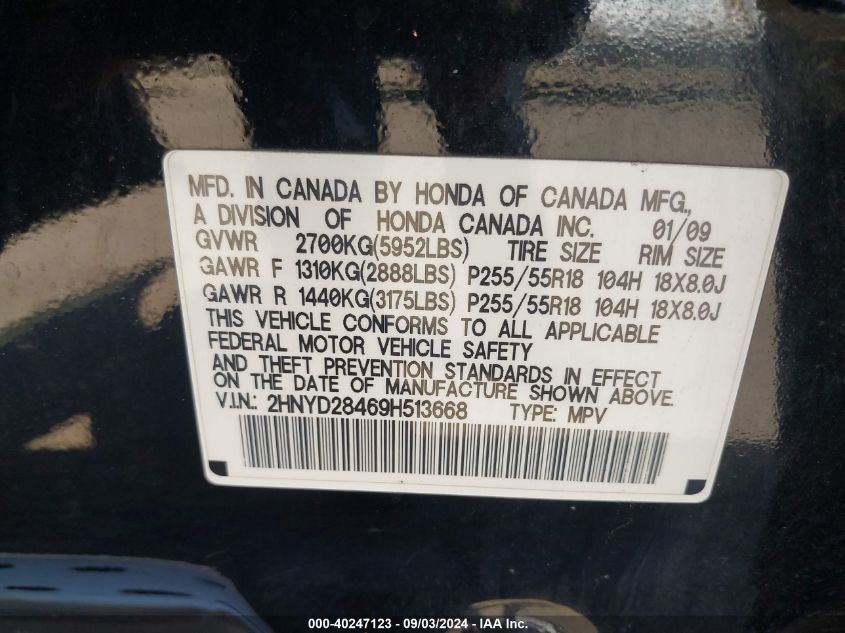 MFD. IN CANADA BY HONDA OF CANADA MFG.,
A DIVISION OF HONDA CANADA INC. 01/09
GVWR 2700KG(5952LBS) TIRE SIZE RIM SIZE
GAWR F 1310KG(2888LBS) P255/55R18 104H 18X8.0J
GAWR R 1440KG(3175LBS) P255/55R18 104H 18X8.0J
THIS VEHICLE CONFORMS TO ALL APPLICABLE
FEDERAL MOTOR VEHICLE SAFETY
AND THEFT PREVENTION STANDARDS IN EFFECT
ON THE DATE OF MANUFACTURE SHOWN ABOVE.
V.I.N.: 2HNYD28469H513668 TYPE: MPV
000-40247123 - 09/03/2024 - IAA Inc.